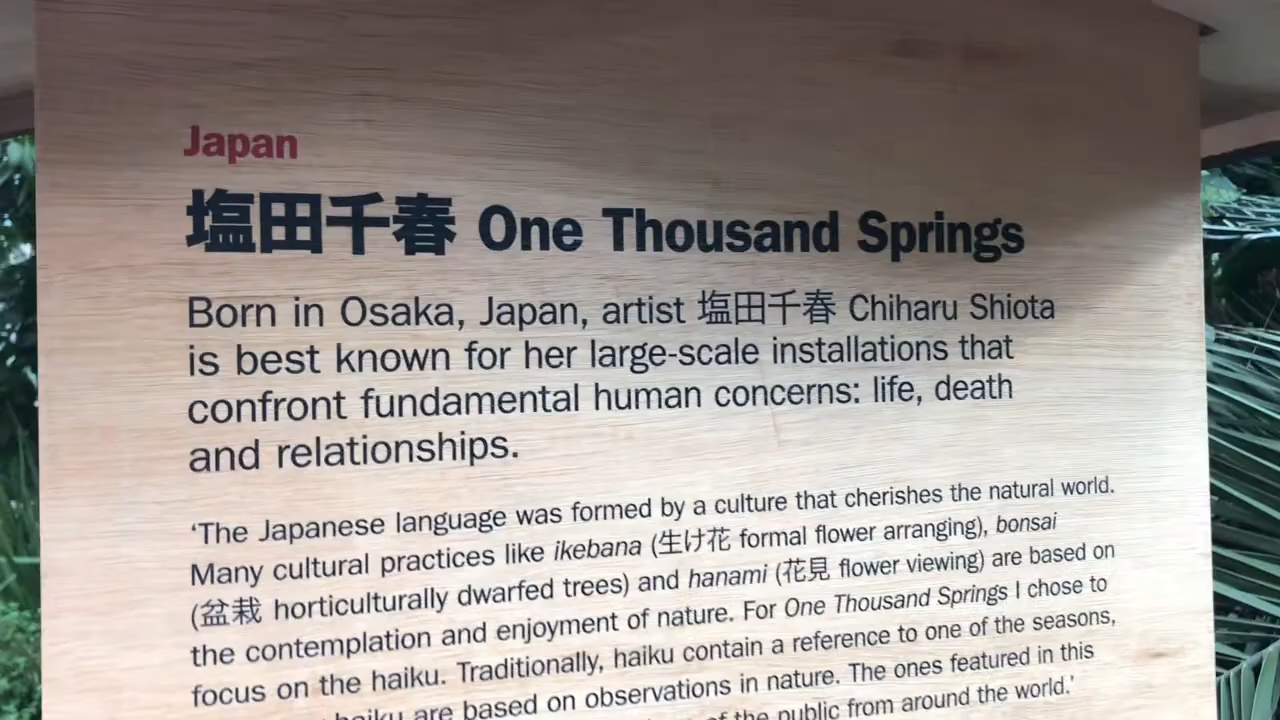 Japan
塩田千春 One Thousand Springs
Born in Osaka, Japan, artist 塩田千春 Chiharu Shiota
is best known for her large-scale installations that
confront fundamental human concerns: life, death
and relationships.
‘The Japanese language was formed by a culture that cherishes the natural world.
Many cultural practices like ikebana (生け花 formal flower arranging), bonsai
(盆栽 horticulturally dwarfed trees) and hanami (花見 flower viewing) are based on
the contemplation and enjoyment of nature. For One Thousand Springs I chose to
focus on the haiku. Traditionally, haiku contain a reference to one of the seasons,
haiku are based on observations in nature. The ones featured in this
of the public from around the world.’